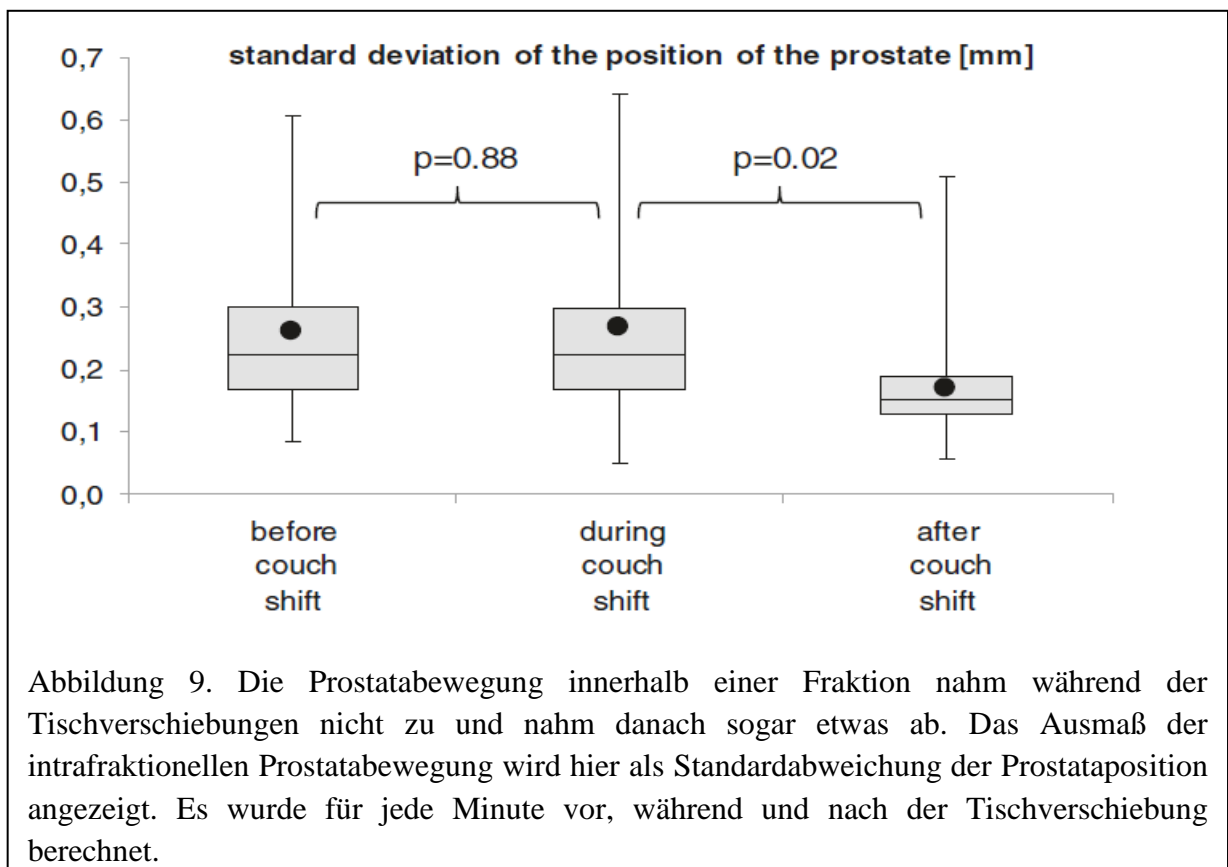 standard deviation of the position of the prostate [mm]
0,7
0,6
0,5
0,4
0,3
0,2
0,1
0,0
p=0.88
p=0.02
before
couch
shift
during
couch
shift
after
couch
shift
Abbildung 9. Die Prostatabewegung innerhalb einer Fraktion nahm während der
Tischverschiebungen nicht zu und nahm danach sogar etwas ab. Das Ausmaß der
intrafraktionellen Prostatabewegung wird hier als Standardabweichung der Prostataposition
angezeigt. Es wurde für jede Minute vor, während und nach der Tischverschiebung
berechnet.